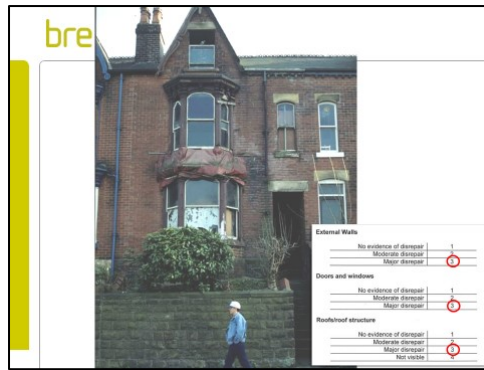 bre
External Walls
No evidence of disrepair 1
Moderate disrepair 2
Major disrepair 3
Doors and windows
No evidence of disrepair 1
Moderate disrepair 2
Major disrepair 3
Roofs/roof structure
No evidence of disrepair 1
Moderate disrepair 2
Major disrepair 3
Not visible 4